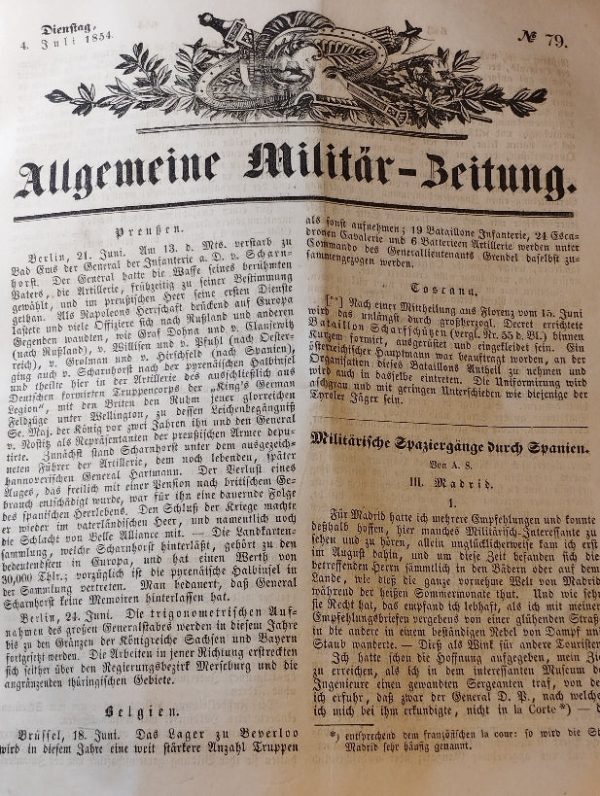 Dienstag,
4. Juli 1854.
№ 79.
Allgemeine Militär-Zeitung.
Preußen.
Berlin, 21. Juni. Am 13. d. Mts. verstarb zu
Bad Ems der General der Infanterie a. D. v. Scharn-
horst. Der General hatte die Waffe seines berühmten
Vaters, die Artillerie, frühzeitig zu seiner Bestimmung
gewählt, und im preußischen Heer seine ersten Dienste
gethan. Als Napoleons Herrschaft drückend auf Europa
lastete und viele Offiziere sich nach Rußland und anderen
Gegenden wandten, wie Graf Dohna und v. Clausewitz
(nach Rußland), v. Willisen und v. Pfuhl (nach Oester-
reich), v. Grolman und v. Hirschfeld (nach Spanien),
ging auch v. Scharnhorst nach der pyrenäischen Halbinsel
und theilte hier in der Artillerie des ausschließlich aus
Deutschen formirten Truppencorps der „King's German
Legion", mit den Briten den Ruhm jener glorreichen
Feldzüge unter Wellington, zu dessen Leichenbegängniß
Se. Maj. der König vor zwei Jahren ihn und den General
v. Nostitz als Repräsentanten der preußischen Armee depu-
tirte. Zunächst stand Scharnhorst unter dem ausgezeich-
neten Führer der Artillerie, dem noch lebenden, später
hannoverischen General Hartmann. Der Verlust eines
Auges, das freilich mit einer Pension nach britischem Ge-
brauch entschädigt wurde, war für ihn eine dauernde Folge
des spanischen Heerlebens. Den Schluß der Kriege machte
er wieder im vaterländischen Heer, und namentlich noch
die Schlacht von Belle Alliance mit. — Die Landkarten-
sammlung, welche Scharnhorst hinterläßt, gehört zu den
bedeutendsten in Europa, und hat einen Werth von
30,000 Thlr.; vorzüglich ist die pyrenäische Halbinsel in
der Sammlung vertreten. Man bedauert, daß General
Scharnhorst keine Memoiren hinterlassen hat.
Berlin, 24. Juni. Die trigonometrischen Auf-
nahmen des großen Generalstabes werden in diesem Jahre
bis zu den Gränzen der Königreiche Sachsen und Bayern
fortgesetzt werden. Die Arbeiten in jener Richtung erstreckten
sich seither über den Regierungsbezirk Merseburg und die
angränzenden thüringischen Gebiete.
Belgien.
Brüssel, 18. Juni. Das Lager zu Beverloo
wird in diesem Jahre eine weit stärkere Anzahl Truppen
als sonst aufnehmen; 19 Bataillone Infanterie, 24 Esca-
dronen Cavalerie und 6 Batterieen Artillerie werden unter
Commando des Generallieutenants Grendel daselbst zu-
sammengezogen werden.
Toscana.
[**] Nach einer Mittheilung aus Florenz vom 15. Juni
wird das unlängst durch großherzogl. Decret errichtete
Bataillon Scharfschützen (vergl. Nr. 55 d. Bl.) binnen
Kurzem formirt, ausgerüstet und eingekleidet sein. Ein
österreichischer Hauptmann war beauftragt worden, an der
Organisation dieses Bataillons Antheil zu nehmen und
wird auch in dasselbe eintreten. Die Uniformirung wird
aschgrau und mit geringen Unterschieden wie diejenige der
Tyroler Jäger sein.
Militärische Spaziergänge durch Spanien.
Von A. S.
III. Madrid.
1.
Für Madrid hatte ich mehrere Empfehlungen und konnte
deßhalb hoffen, hier manches Militärisch-Interessante zu
sehen und zu hören, allein unglücklicherweise kam ich erst
im August dahin, und um diese Zeit befanden sich die
betreffenden Herrn sämmtlich in den Bädern oder auf dem
Lande, wie dieß die ganze vornehme Welt von Madrid
während der heißen Sommermonate thut. Und wie sehr
sie Recht hat, das empfand ich lebhaft, als ich mit meinen
Empfehlungsbriefen vergebens von einer glühenden Straße
in die andere in einem beständigen Nebel von Dampf und
Staub wanderte. — Dieß als Wink für andere Touristen.
Ich hatte schon die Hoffnung aufgegeben, mein Ziel
zu erreichen, als ich in dem interessanten Museum der
Ingenieure einen gewandten Sergeanten traf, von dem
ich erfuhr, daß zwar der General D. P., nach welchem
ich mich bei ihm erkundigte, nicht in la Corte *) — d
*) entsprechend dem französischen la cour: so wird die St
Madrid sehr häufig genannt.